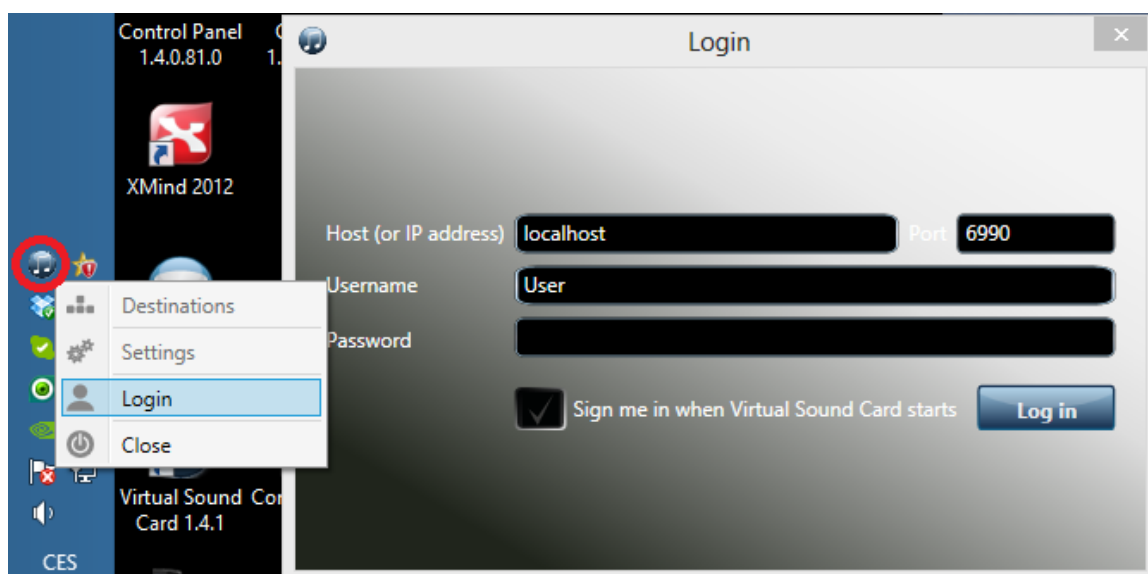 Control Panel
1.4.0.81.0
1.
XMind 2012
Destinations
Settings
Login
Close
Virtual Sound
Card 1.4.1
CES
Login
Host (or IP address) localhost Port 6990
Username User
Password
Sign me in when Virtual Sound Card starts Log in